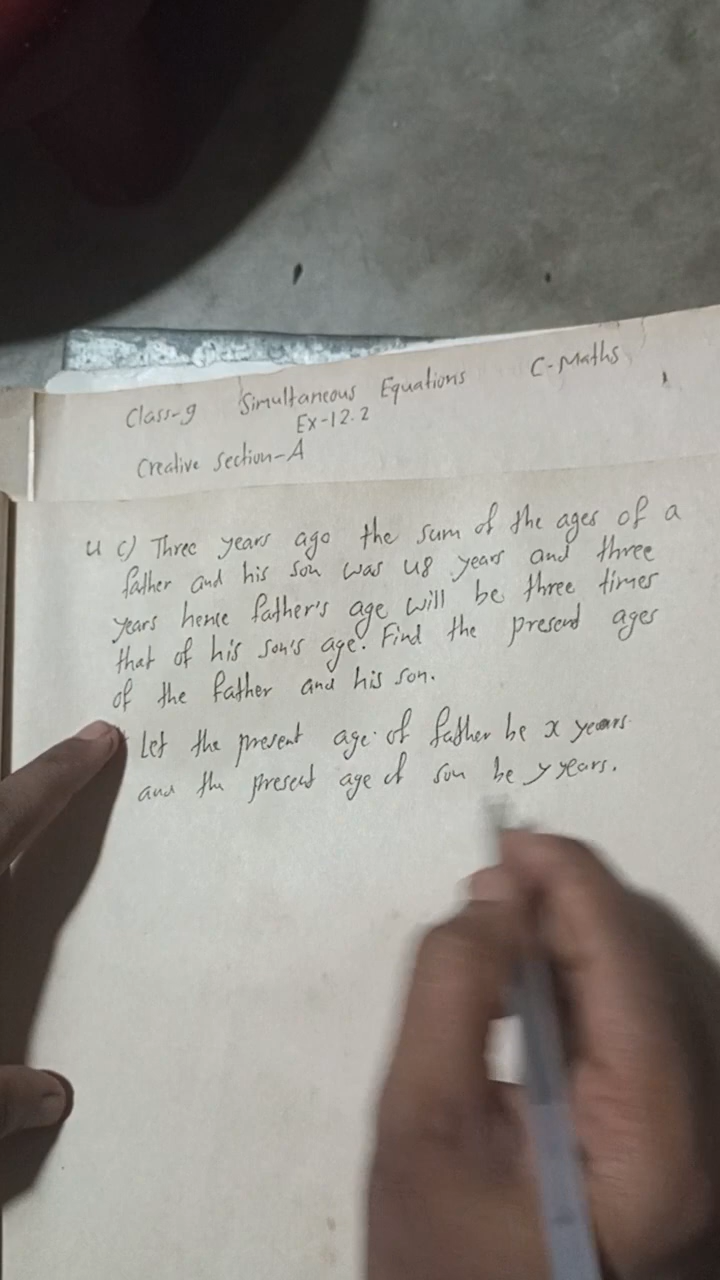 Class-9 Simultaneous Equations C-Maths
Ex-12.2
Creative section-A
4 c) Three years ago the sum of the ages of a
father and his son was 48 years and three
years hence father's age will be three times
that of his son's age. Find the present ages
of the father and his son.
Let the present age of father be x years
and the present age of son be y years.